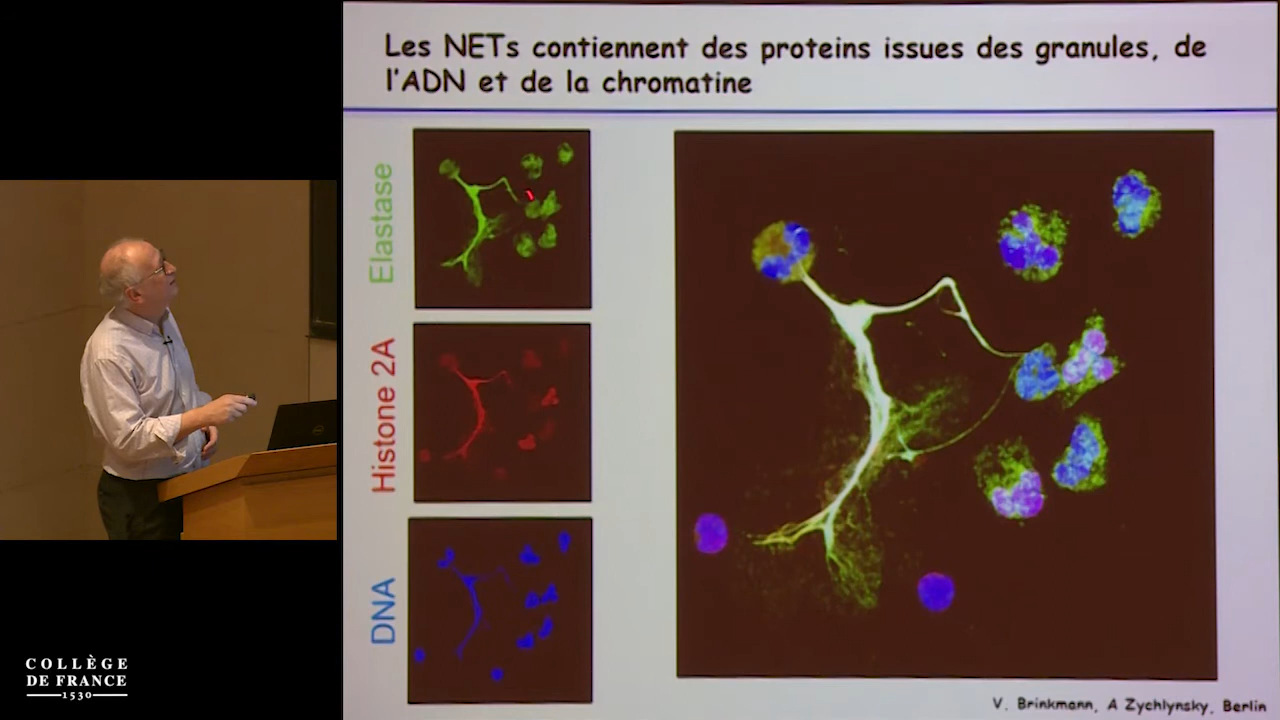 Les NETs contiennent des proteins issues des granules, de
l'ADN et de la chromatine
Elastase
Histone 2A
DNA
V. Brinkmann, A Zychlynsky, Berlin
COLLÈGE
DE FRANCE
1530